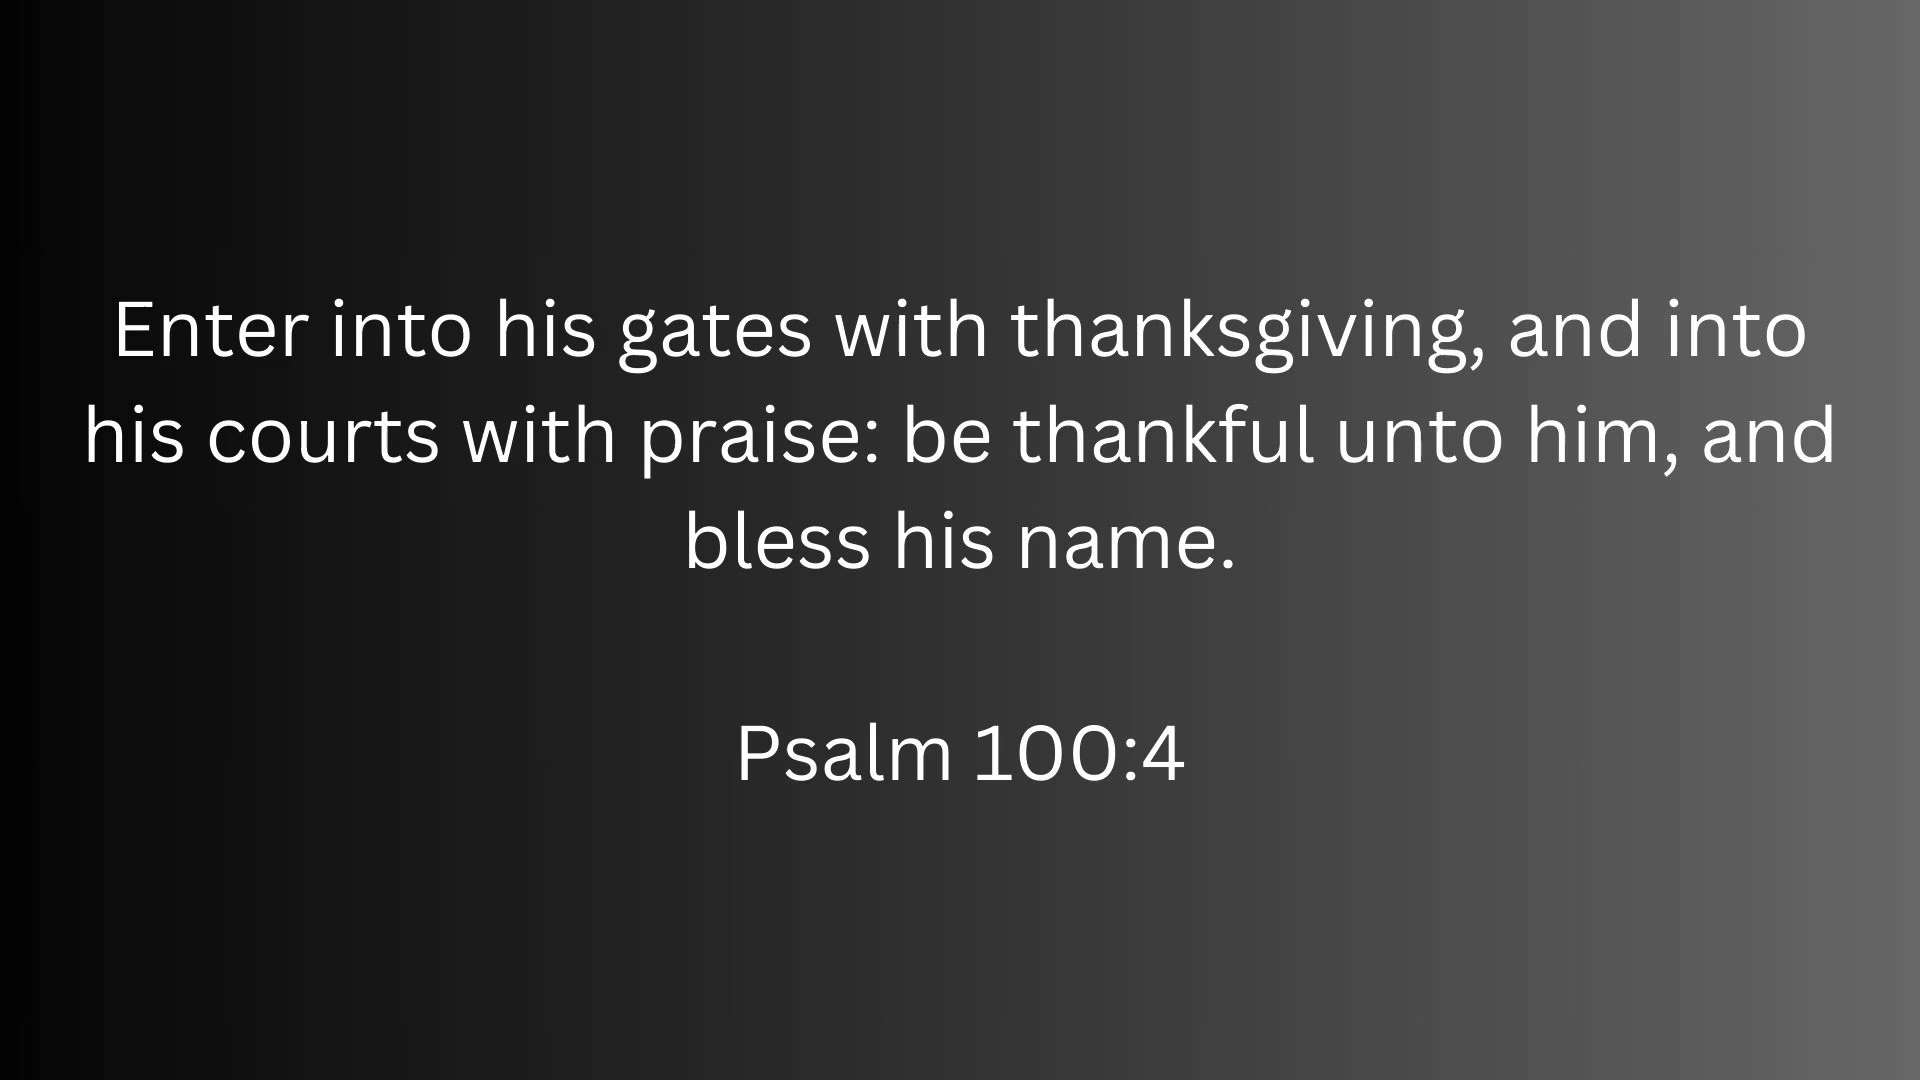 Enter into his gates with thanksgiving, and into
his courts with praise: be thankful unto him, and
bless his name.
Psalm 100:4